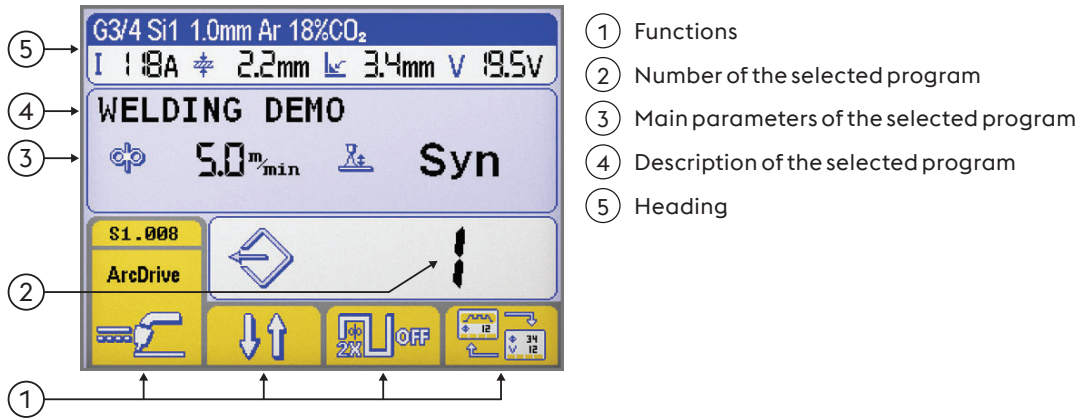 G3/4 Si1 1.0mm Ar 18%CO₂
I 118A 2.2mm 3.4mm V 19.5V
WELDING DEMO
5.0 m/min Syn
S1.008
ArcDrive
1
2X OFF
12
34
V 12
5
4
3
2
1
1 Functions
2 Number of the selected program
3 Main parameters of the selected program
4 Description of the selected program
5 Heading